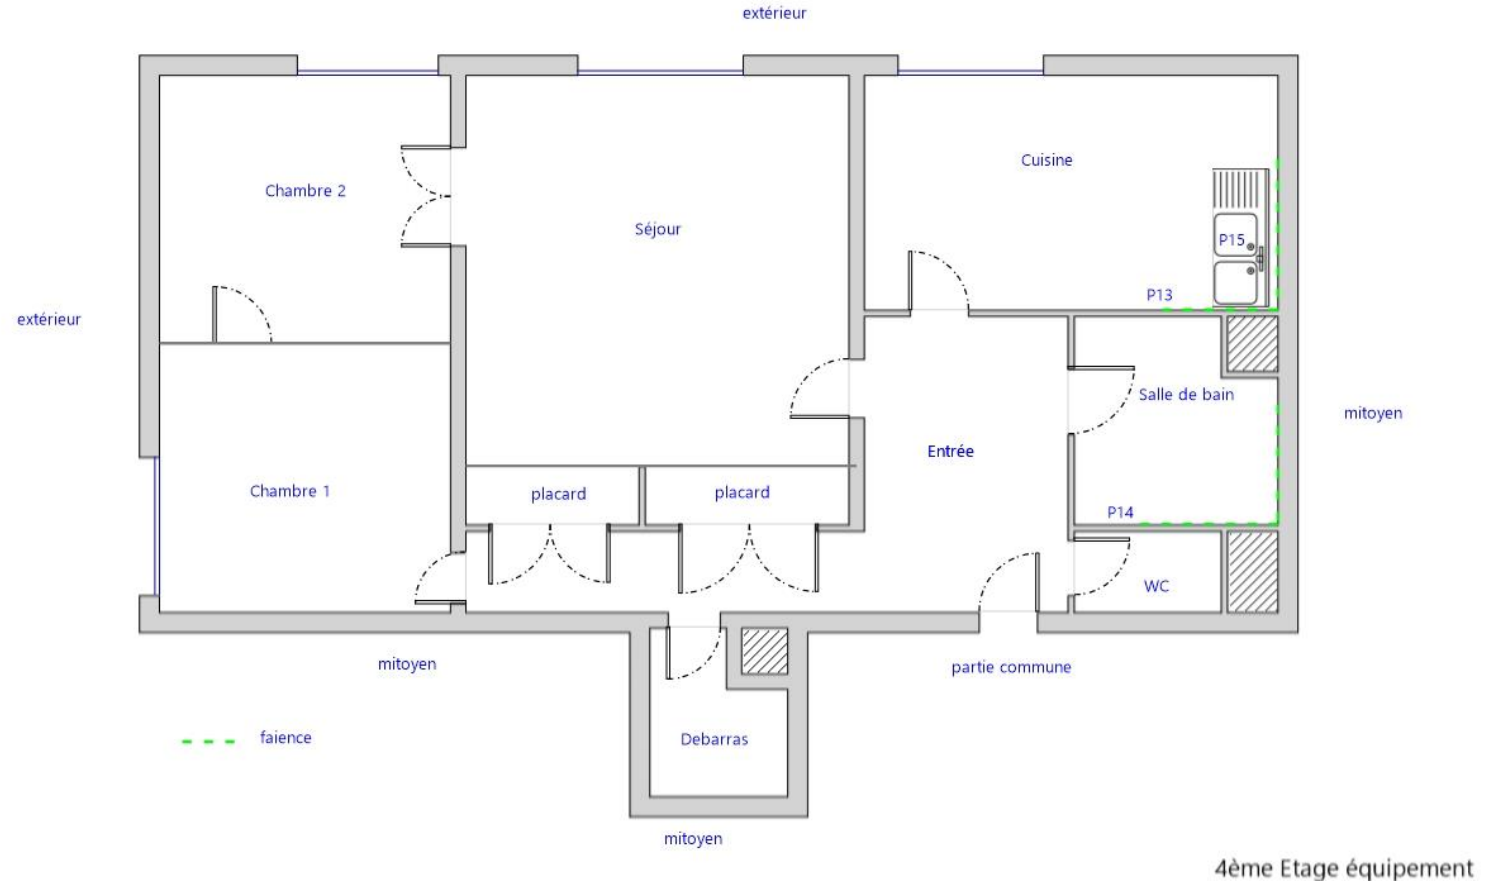 extérieur
Cuisine
Chambre 2
Séjour
P15
P13
extérieur
Salle de bain
mitoyen
Entrée
Chambre 1
placard
placard
P14
WC
mitoyen
partie commune
faience
Debarras
mitoyen
4ème Etage équipement